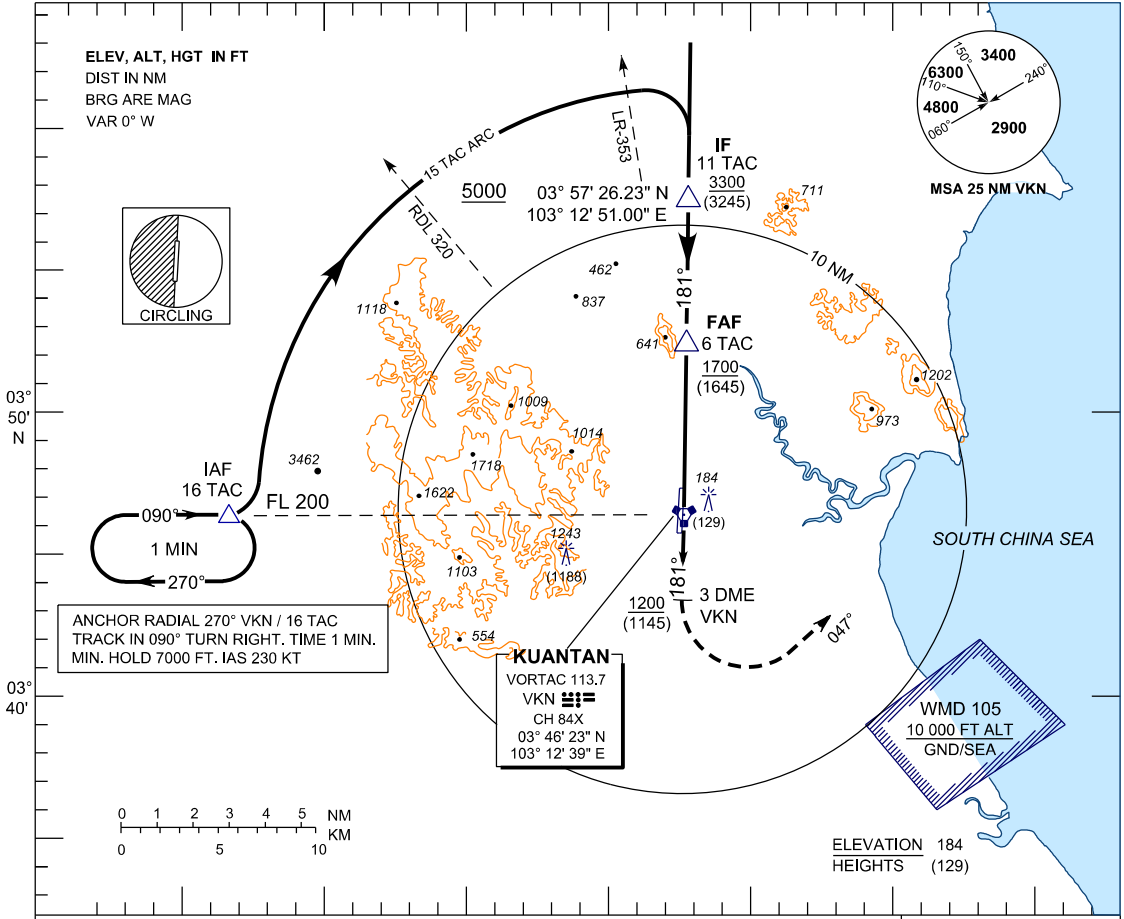 ELEV, ALT, HGT IN FT
DIST IN NM
BRG ARE MAG
VAR 0° W
15 TAC ARC
LR-353
RDL 320
5000
03° 57' 26.23" N
103° 12' 51.00" E
IF
11 TAC
3300
(3245)
150°
3400
240°
6300
110°
4800
060°
2900
MSA 25 NM VKN
711
CIRCLING
462
837
10 NM
181°
1118
641
FAF
6 TAC
1700
(1645)
1202
973
03°
50'
N
1009
1014
1718
3462
1622
IAF
16 TAC
FL 200
090°
1 MIN
270°
184
(129)
SOUTH CHINA SEA
1243
(1188)
1103
554
181°
3 DME
VKN
1200
(1145)
047°
ANCHOR RADIAL 270° VKN / 16 TAC
TRACK IN 090° TURN RIGHT. TIME 1 MIN.
MIN. HOLD 7000 FT. IAS 230 KT
KUANTAN
VORTAC 113.7
VKN
CH 84X
03° 46' 23" N
103° 12' 39" E
03°
40'
WMD 105
10 000 FT ALT
GND/SEA
0 1 2 3 4 5 NM
KM
0 5 10
ELEVATION 184
HEIGHTS (129)